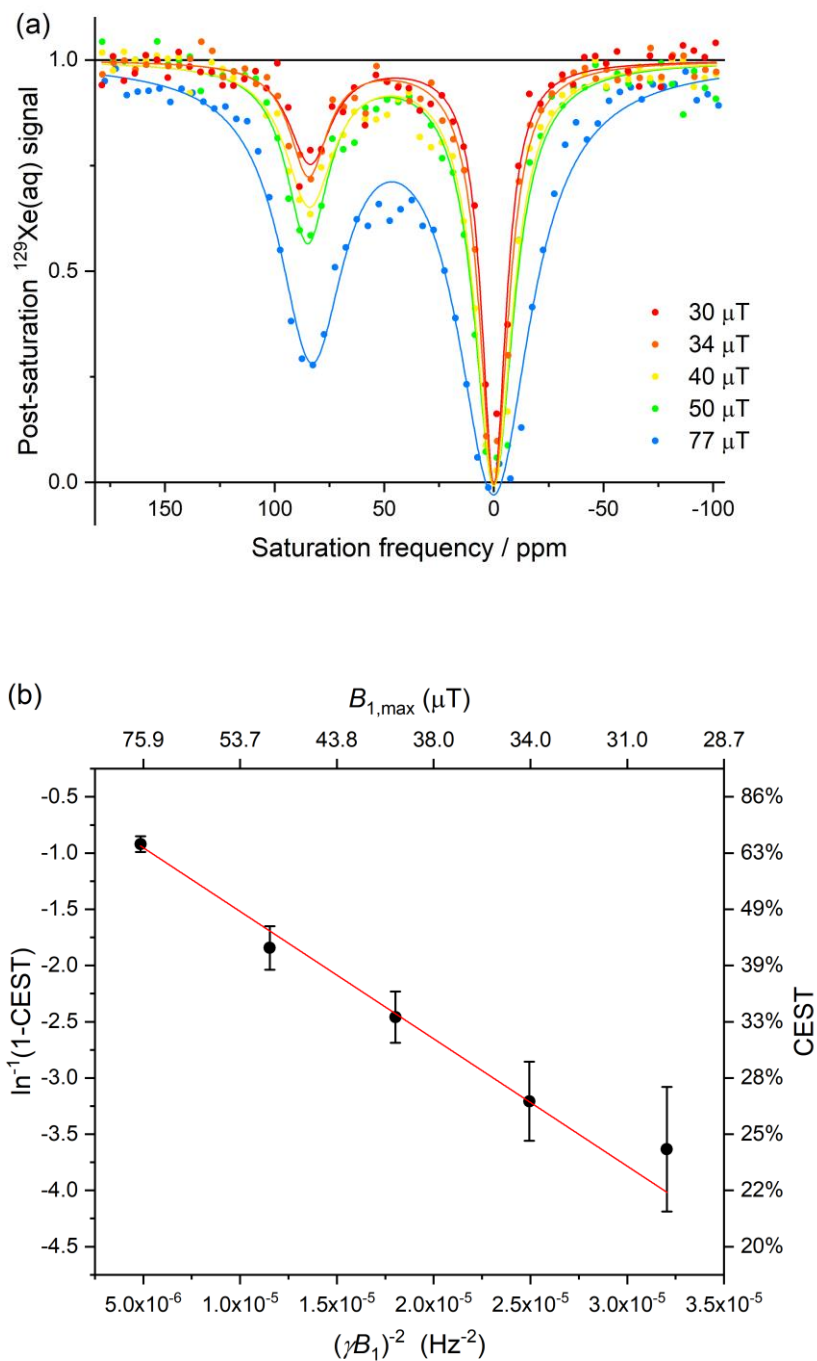 (a)
1.0
0.5
0.0
Post-saturation ¹²⁹Xe(aq) signal
30 μT
34 μT
40 μT
50 μT
77 μT
150 100 50 0 -50 -100
Saturation frequency / ppm
(b)
B1,max (μT)
75.9 53.7 43.8 38.0 34.0 31.0 28.7
-0.5 86%
-1.0 63%
-1.5 49%
-2.0 39%
-2.5 33%
-3.0 28%
-3.5 25%
-4.0 22%
-4.5 20%
ln⁻¹(1-CEST)
CEST
5.0x10⁻⁶ 1.0x10⁻⁵ 1.5x10⁻⁵ 2.0x10⁻⁵ 2.5x10⁻⁵ 3.0x10⁻⁵ 3.5x10⁻⁵
(γB₁)⁻² (Hz⁻²)